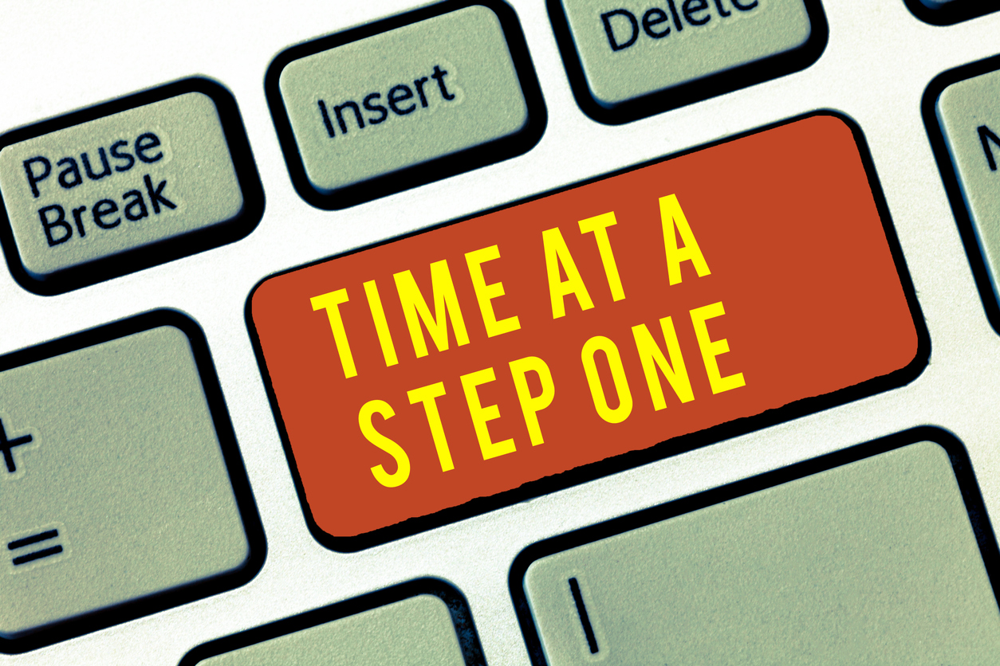 Delete
Insert
Pause
Break
TIME AT A
STEP ONE
+
=
|
N